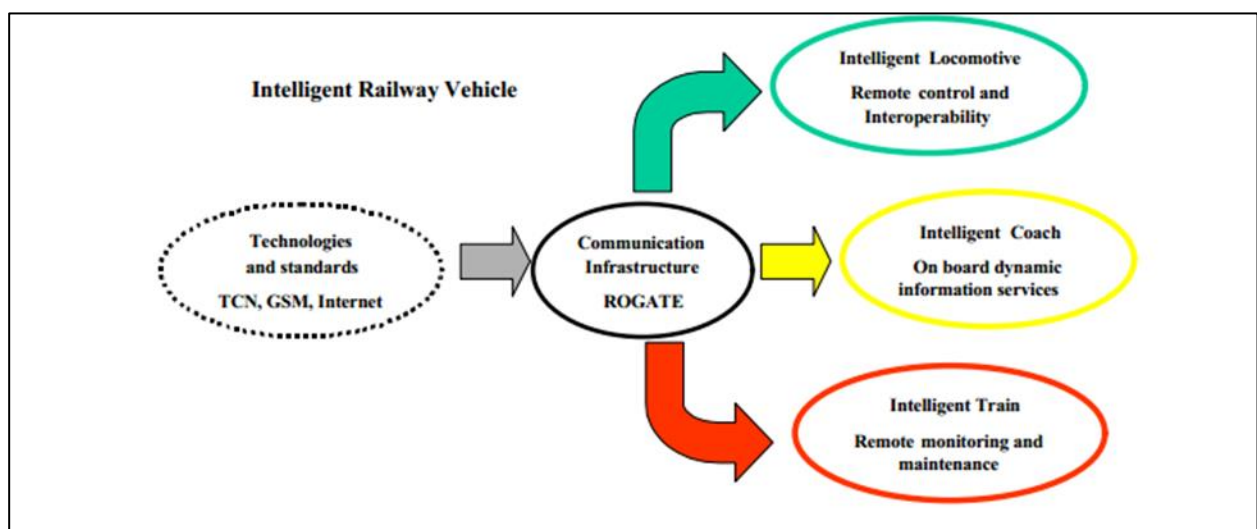 Intelligent Railway Vehicle
Technologies
and standards
TCN, GSM, Internet
Communication
Infrastructure
ROGATE
Intelligent Locomotive
Remote control and
Interoperability
Intelligent Coach
On board dynamic
information services
Intelligent Train
Remote monitoring and
maintenance